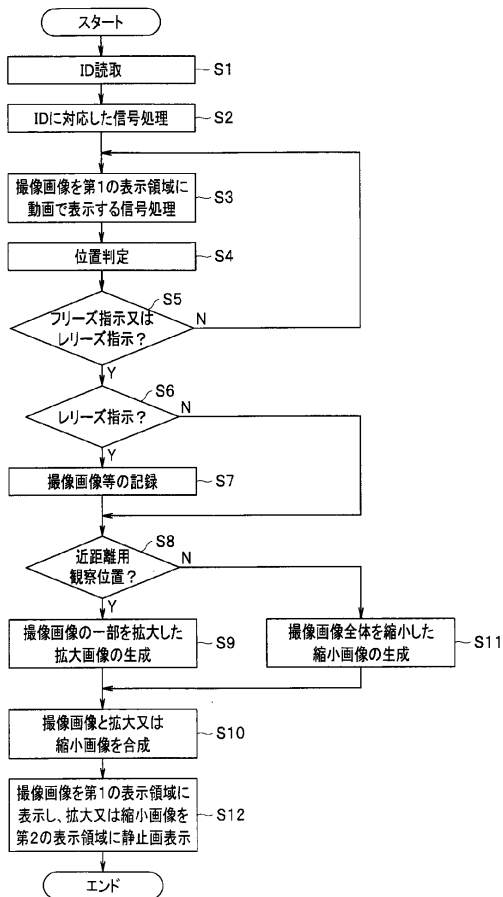 スタート
ID読取
S1
IDに対応した信号処理
S2
撮像画像を第1の表示領域に
動画で表示する信号処理
S3
位置判定
S4
S5
フリーズ指示又は
レリーズ指示?
N
Y
S6
レリーズ指示?
N
Y
撮像画像等の記録
S7
S8
近距離用
観察位置?
N
Y
撮像画像の一部を拡大した
拡大画像の生成
S9
撮像画像全体を縮小した
縮小画像の生成
S11
撮像画像と拡大又は
縮小画像を合成
S10
撮像画像を第1の表示領域に
表示し、拡大又は縮小画像を
第2の表示領域に静止画表示
S12
エンド